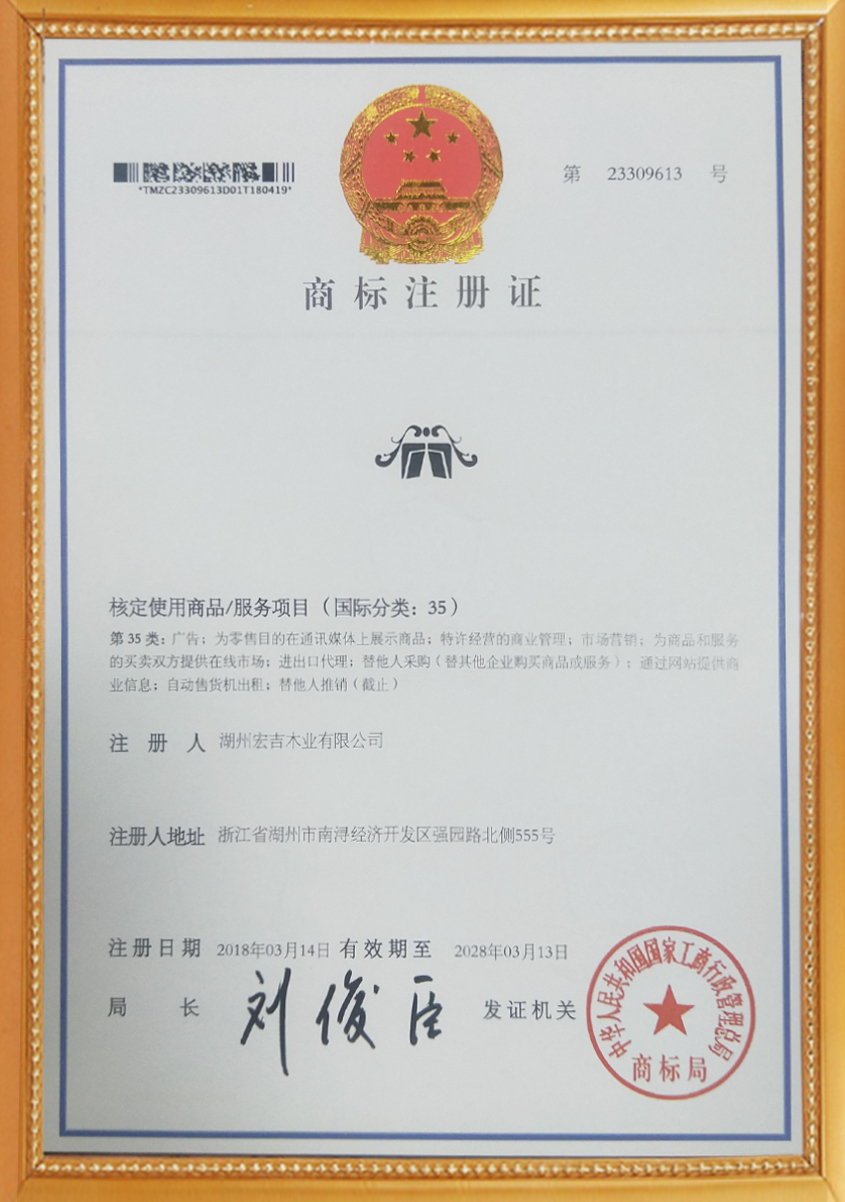 *TMZC23309613D01T180419*
第 23309613 号
商标注册证
核定使用商品/服务项目（国际分类：35）
第 35 类：广告；为零售目的在通讯媒体上展示商品；特许经营的商业管理；市场营销；为商品和服务
的买卖双方提供在线市场；进出口代理；替他人采购（替其他企业购买商品或服务）；通过网站提供商
业信息；自动售货机出租；替他人推销（截止）
注册人 湖州宏吉木业有限公司
注册人地址 浙江省湖州市南浔经济开发区强园路北侧555号
注册日期 2018年03月14日 有效期至 2028年03月13日
局长 刘俊臣 发证机关
中华人民共和国国家工商行政管理总局
商标局